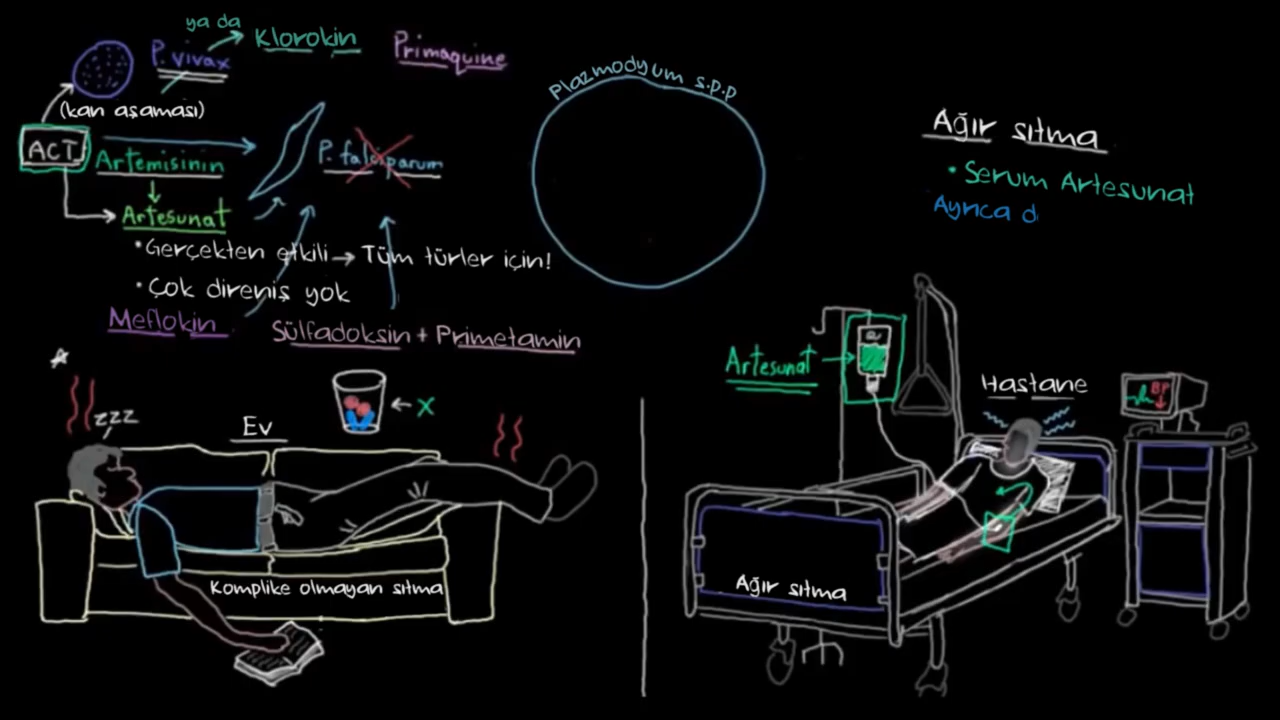 ya da
Klorokin
Primaquine
P. vivax
(kan aşaması)
ACT
Artemisinin
P. falciparum
Artesunat
• Gerçekten etkili → Tüm türler için!
• Çok direniş yok
Meflokin
Sülfadoksin + Primetamin
Plazmodyum s.p.p
Ağır sıtma
• Serum Artesunat
Ayrıca d
zzz
Ev
← X
Komplike olmayan sıtma
Artesunat
Hastane
BP
Ağır sıtma